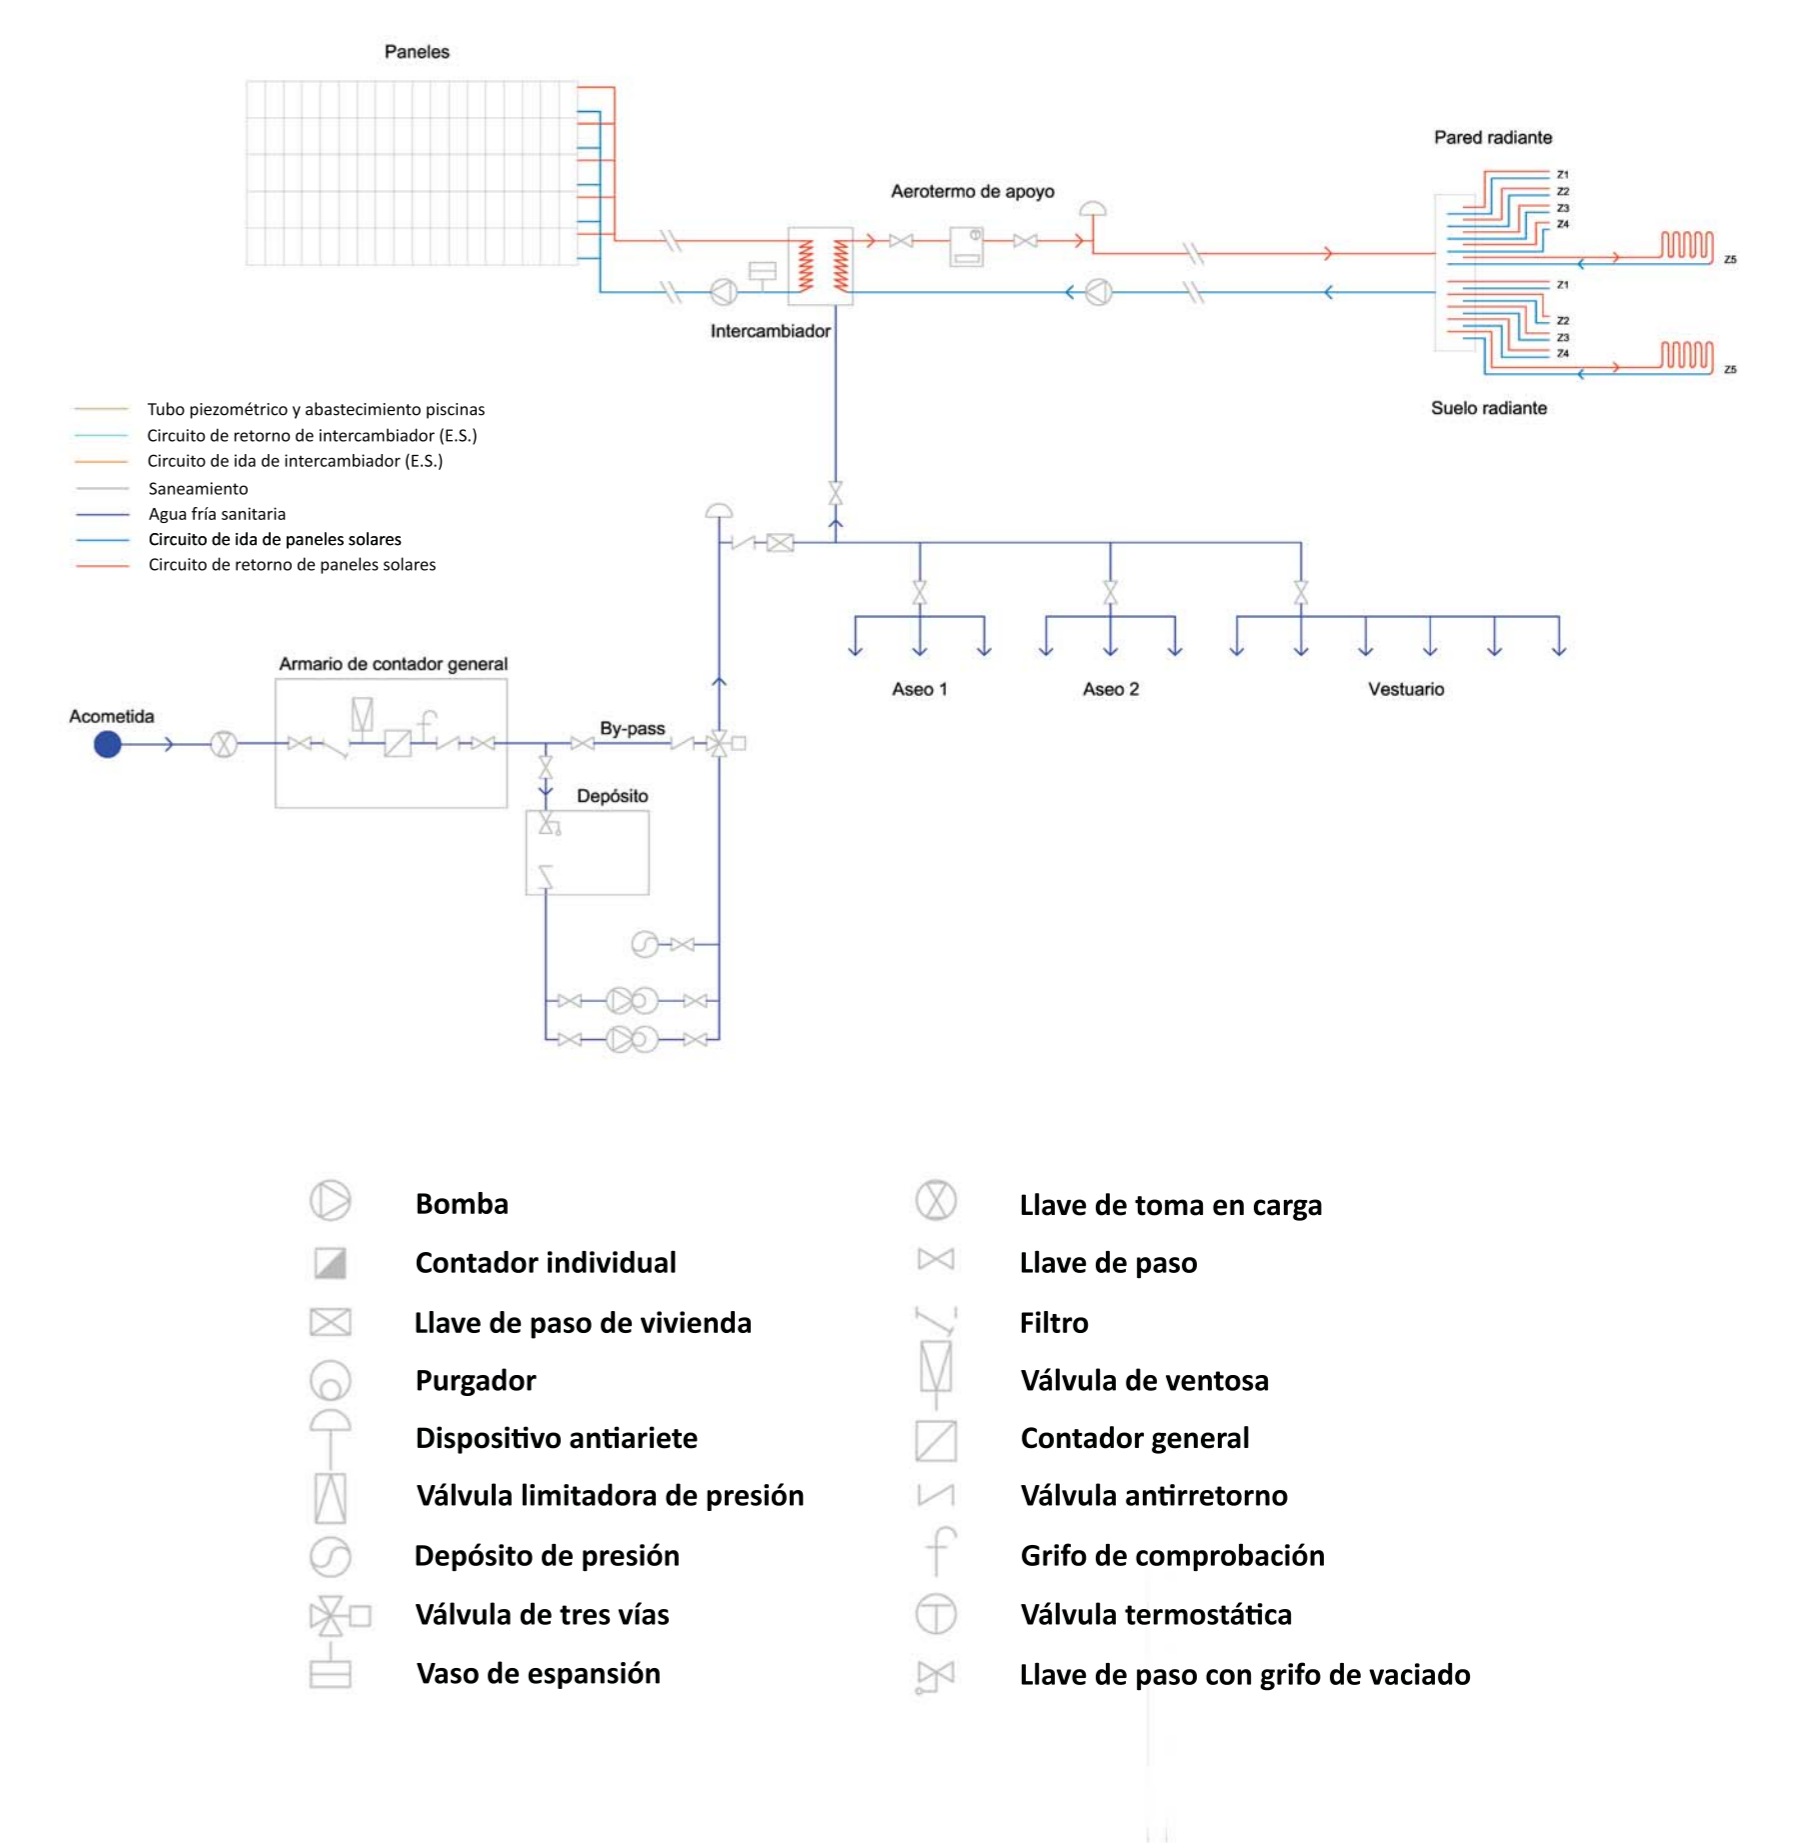 Paneles
Pared radiante
Z1
Z2
Z3
Z4
Aerotermo de apoyo
Z5
Z1
Intercambiador
Z2
Z3
Z4
Z5
Suelo radiante
Tubo piezométrico y abastecimiento piscinas
Circuito de retorno de intercambiador (E.S.)
Circuito de ida de intercambiador (E.S.)
Saneamiento
Agua fría sanitaria
Circuito de ida de paneles solares
Circuito de retorno de paneles solares
Armario de contador general
Aseo 1
Aseo 2
Vestuario
Acometida
By-pass
Depósito
Bomba
Contador individual
Llave de paso de vivienda
Purgador
Dispositivo antiariete
Válvula limitadora de presión
Depósito de presión
Válvula de tres vías
Vaso de espansión
Llave de toma en carga
Llave de paso
Filtro
Válvula de ventosa
Contador general
Válvula antirretorno
Grifo de comprobación
Válvula termostática
Llave de paso con grifo de vaciado